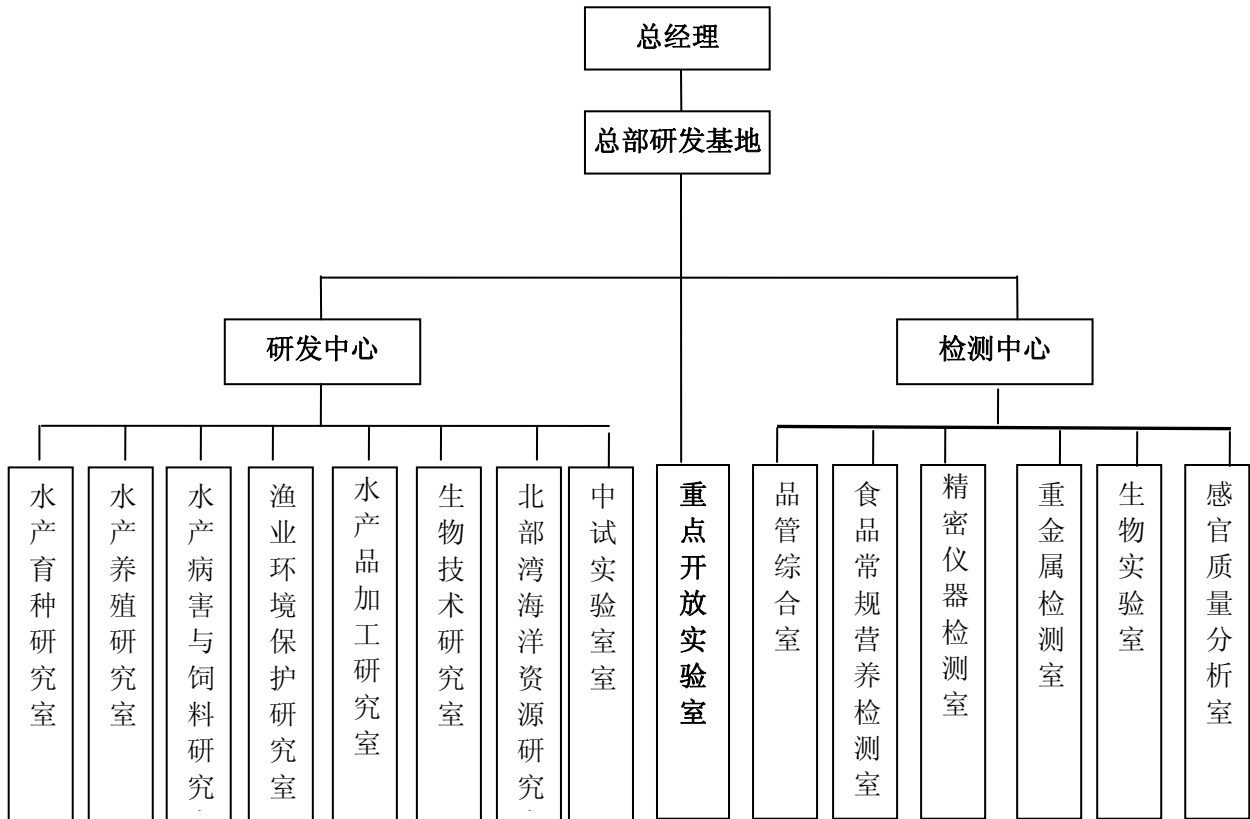 总经理
总部研发基地
研发中心
检测中心
水产育种研究室
水产养殖研究室
水产病害与饲料研究
渔业环境保护研究室
水产品加工研究室
生物技术研究室
北部湾海洋资源研究
中试实验室室
重点开放实验室
品管综合室
食品常规营养检测室
精密仪器检测室
重金属检测室
生物实验室
感官质量分析室